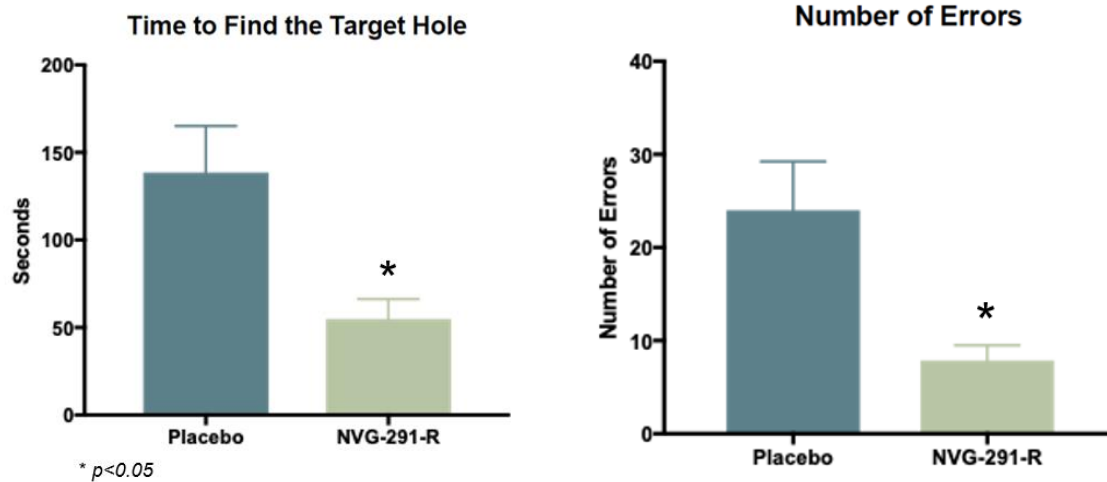 Time to Find the Target Hole
Seconds
200
150
100
50
0
*
Placebo
NVG-291-R
* p<0.05
Number of Errors
Number of Errors
40
30
20
10
0
*
Placebo
NVG-291-R